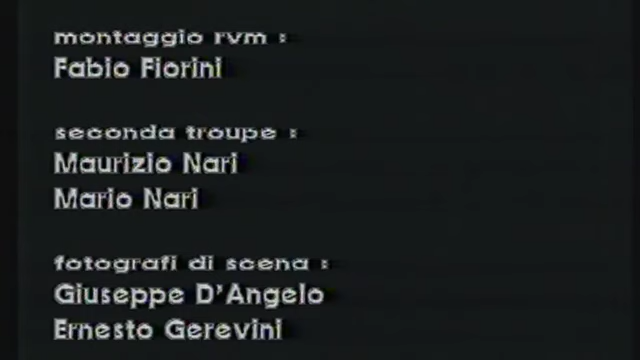 montaggio rvm :
Fabio Fiorini
seconda troupe :
Maurizio Nari
Mario Nari
fotografi di scena :
Giuseppe D'Angelo
Ernesto Gerevini